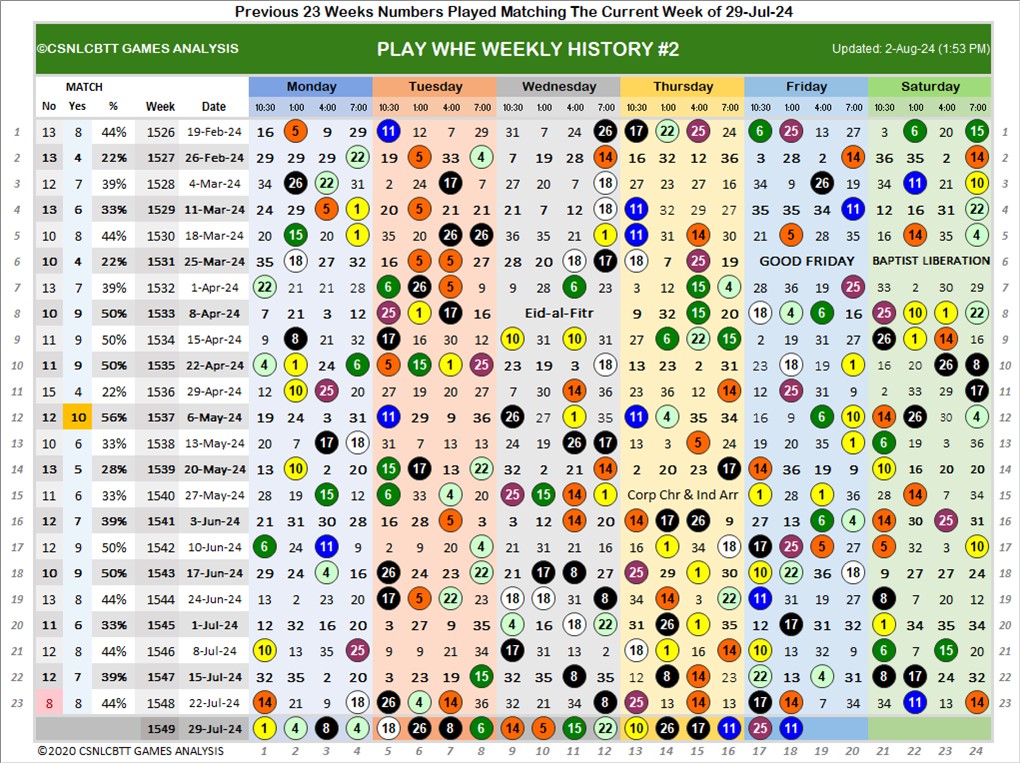 Previous 23 Weeks Numbers Played Matching The Current Week of 29-Jul-24
©CSNLCBTT GAMES ANALYSIS PLAY WHE WEEKLY HISTORY #2 Updated: 2-Aug-24 (1:53 PM)
MATCH Monday Tuesday Wednesday Thursday Friday Saturday
No Yes % Week Date 10:30 1:00 4:00 7:00 10:30 1:00 4:00 7:00 10:30 1:00 4:00 7:00 10:30 1:00 4:00 7:00 10:30 1:00 4:00 7:00 10:30 1:00 4:00 7:00
1 13 8 44% 1526 19-Feb-24 16 5 9 29 11 12 7 29 31 7 24 26 17 22 25 24 6 25 13 27 3 6 20 15 1
2 13 4 22% 1527 26-Feb-24 29 29 29 22 19 5 33 4 7 19 28 14 16 32 12 36 3 28 2 14 36 35 2 14 2
3 12 7 39% 1528 4-Mar-24 34 26 22 31 2 24 17 7 27 20 7 18 27 23 27 16 34 9 26 19 34 11 21 10 3
4 13 6 33% 1529 11-Mar-24 24 29 5 1 20 5 21 21 21 7 12 18 11 32 29 27 35 35 34 11 12 16 31 22 4
5 10 8 44% 1530 18-Mar-24 20 15 20 1 35 20 26 26 36 35 21 1 11 31 14 30 21 5 28 35 16 14 35 4 5
6 10 4 22% 1531 25-Mar-24 35 18 27 32 16 5 5 27 28 20 18 17 18 7 25 19 GOOD FRIDAY BAPTIST LIBERATION 6
7 13 7 39% 1532 1-Apr-24 22 21 21 28 6 26 5 9 9 28 6 23 3 12 15 4 28 36 19 25 33 2 30 29 7
8 10 9 50% 1533 8-Apr-24 7 21 3 12 25 1 17 16 Eid-al-Fitr 9 32 15 20 18 4 6 16 25 10 1 22 8
9 11 9 50% 1534 15-Apr-24 9 8 21 32 17 16 30 12 10 31 10 31 27 6 22 15 2 19 31 27 26 1 14 16 9
10 11 9 50% 1535 22-Apr-24 4 1 24 6 5 15 1 25 23 19 3 18 13 23 2 31 19 18 19 1 16 20 26 8 10
11 15 4 22% 1536 29-Apr-24 12 10 25 20 27 19 20 27 7 30 14 36 23 36 12 14 12 25 31 9 2 33 29 17 11
12 12 10 56% 1537 6-May-24 19 24 3 31 11 29 9 36 26 27 1 35 11 4 35 34 16 9 6 10 14 26 30 4 12
13 10 6 33% 1538 13-May-24 20 7 17 18 31 7 13 13 24 19 26 17 13 3 5 24 19 20 35 1 6 19 3 36 13
14 13 5 28% 1539 20-May-24 13 10 2 20 15 17 13 22 32 2 21 14 2 20 23 17 14 36 19 9 10 16 20 20 14
15 11 6 33% 1540 27-May-24 28 19 15 12 6 33 4 20 25 15 14 1 Corp Chr & Ind Arr 1 28 1 36 28 14 7 34 15
16 12 7 39% 1541 3-Jun-24 21 31 30 28 16 28 5 3 3 12 14 20 14 17 26 9 27 13 6 4 14 30 25 31 16
17 12 9 50% 1542 10-Jun-24 6 24 11 9 2 9 20 4 21 31 21 16 16 1 34 18 17 25 5 27 5 32 3 10 17
18 10 9 50% 1543 17-Jun-24 29 24 4 16 26 24 23 22 21 17 8 27 25 29 1 30 10 22 36 18 9 27 27 24 18
19 13 8 44% 1544 24-Jun-24 13 2 23 20 17 5 22 23 18 18 31 8 34 14 3 22 11 31 19 27 8 7 20 12 19
20 11 6 33% 1545 1-Jul-24 12 32 16 20 3 27 9 35 4 16 18 22 31 26 1 35 12 17 31 32 1 34 35 34 20
21 12 8 44% 1546 8-Jul-24 10 13 35 25 9 9 21 34 17 31 13 2 18 1 16 14 10 13 32 9 6 7 15 20 21
22 12 7 39% 1547 15-Jul-24 32 35 2 20 3 23 19 15 32 35 8 35 12 8 14 23 22 13 4 31 8 17 24 32 22
23 8 8 44% 1548 22-Jul-24 14 21 9 18 26 4 14 36 32 21 34 8 25 13 14 13 17 14 7 34 34 11 13 14 23
1549 29-Jul-24 1 4 8 4 18 26 8 6 14 5 15 22 10 26 17 11 25 11
©2020 CSNLCBTT GAMES ANALYSIS 1 2 3 4 5 6 7 8 9 10 11 12 13 14 15 16 17 18 19 20 21 22 23 24